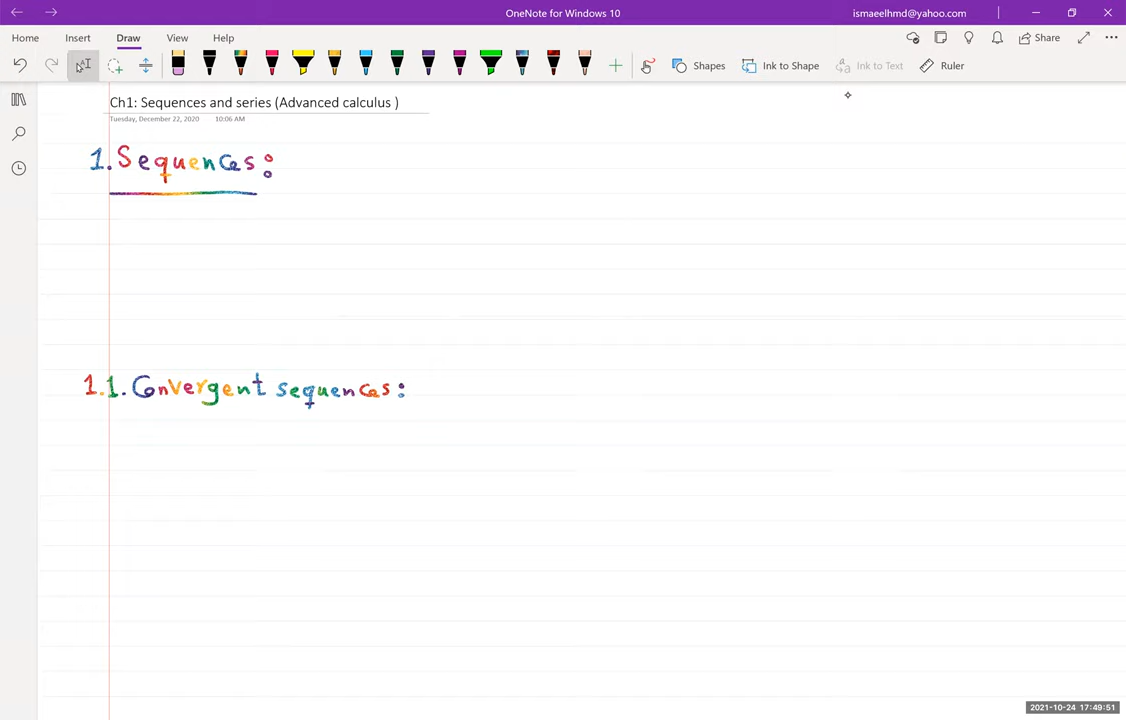 OneNote for Windows 10
ismaeelhmd@yahoo.com
Home Insert Draw View Help
Share
Shapes Ink to Shape Ink to Text Ruler
Ch1: Sequences and series (Advanced calculus )
Tuesday, December 22, 2020 10:06 AM
1. Sequences:
1.1. Convergent sequences:
2021-10-24 17:49:51